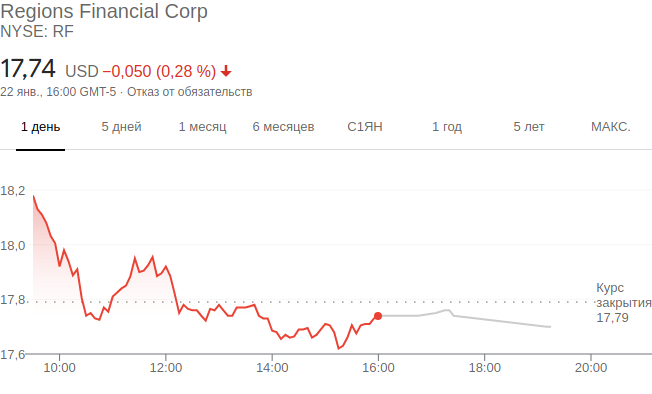 Regions Financial Corp
NYSE: RF
17,74 USD −0,050 (0,28 %)
22 янв., 16:00 GMT-5 · Отказ от обязательств
1 день 5 дней 1 месяц 6 месяцев С1ЯН 1 год 5 лет МАКС.
18,2
18,0
Курс
17,8 закрытия
17,79
17,6
10:00 12:00 14:00 16:00 18:00 20:00